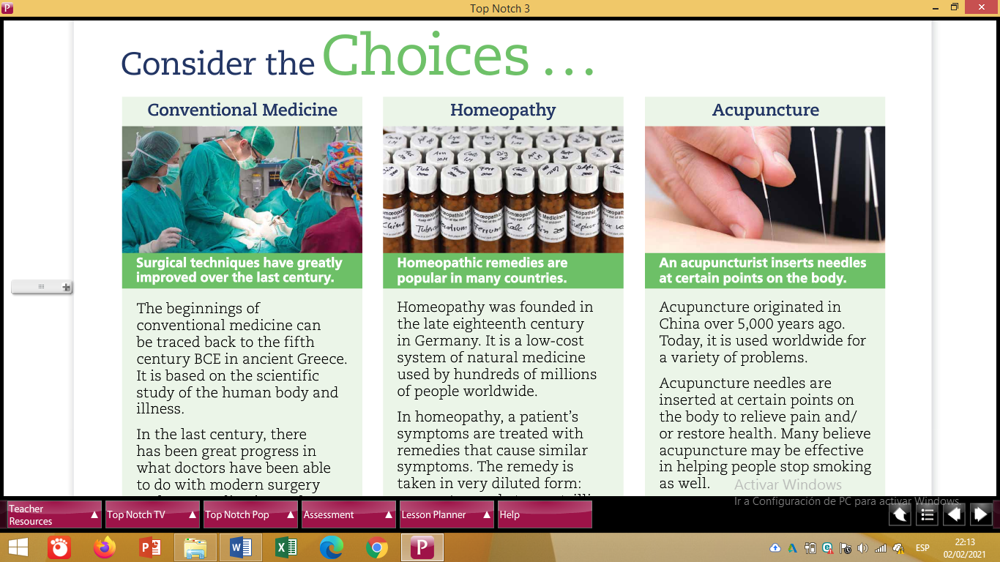 Top Notch 3
Consider the Choices ...
Conventional Medicine
Surgical techniques have greatly
improved over the last century.
The beginnings of
conventional medicine can
be traced back to the fifth
century BCE in ancient Greece.
It is based on the scientific
study of the human body and
illness.
In the last century, there
has been great progress in
what doctors have been able
to do with modern surgery
Homeopathy
Homeopathic remedies are
popular in many countries.
Homeopathy was founded in
the late eighteenth century
in Germany. It is a low-cost
system of natural medicine
used by hundreds of millions
of people worldwide.
In homeopathy, a patient's
symptoms are treated with
remedies that cause similar
symptoms. The remedy is
taken in very diluted form:
Acupuncture
An acupuncturist inserts needles
at certain points on the body.
Acupuncture originated in
China over 5,000 years ago.
Today, it is used worldwide for
a variety of problems.
Acupuncture needles are
inserted at certain points on
the body to relieve pain and/
or restore health. Many believe
acupuncture may be effective
in helping people stop smoking
as well.
Activar Windows
Ir a Configuración de PC para activar Windows.
Teacher
Resources
Top Notch TV
Top Notch Pop
Assessment
Lesson Planner
Help
ESP
22:13
02/02/2021